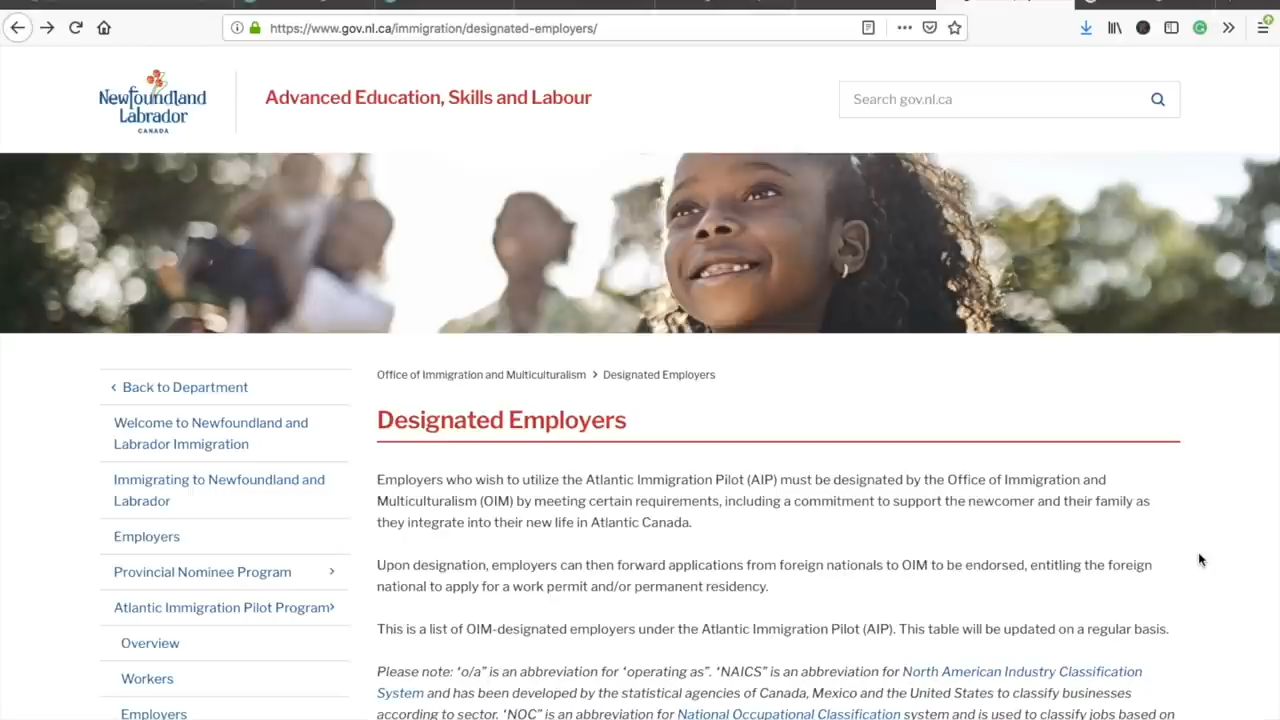 https://www.gov.nl.ca/immigration/designated-employers/
Newfoundland
Labrador
CANADA
Advanced Education, Skills and Labour
Search gov.nl.ca
Back to Department
Welcome to Newfoundland and
Labrador Immigration
Immigrating to Newfoundland and
Labrador
Employers
Provincial Nominee Program
Atlantic Immigration Pilot Program
Overview
Workers
Employers
Office of Immigration and Multiculturalism > Designated Employers
Designated Employers
Employers who wish to utilize the Atlantic Immigration Pilot (AIP) must be designated by the Office of Immigration and
Multiculturalism (OIM) by meeting certain requirements, including a commitment to support the newcomer and their family as
they integrate into their new life in Atlantic Canada.
Upon designation, employers can then forward applications from foreign nationals to OIM to be endorsed, entitling the foreign
national to apply for a work permit and/or permanent residency.
This is a list of OIM-designated employers under the Atlantic Immigration Pilot (AIP). This table will be updated on a regular basis.
Please note: “o/a” is an abbreviation for “operating as”. “NAICS” is an abbreviation for North American Industry Classification
System and has been developed by the statistical agencies of Canada, Mexico and the United States to classify businesses
according to sector. “NOC” is an abbreviation for National Occupational Classification system and is used to classify jobs based on